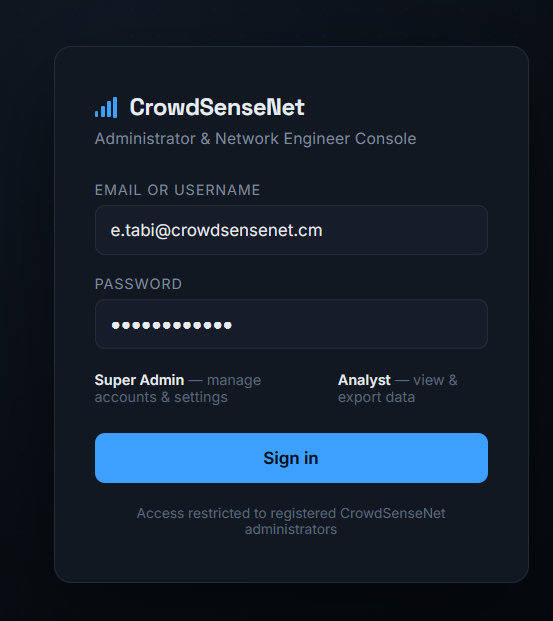 CrowdSenseNet
Administrator & Network Engineer Console
EMAIL OR USERNAME
e.tabi@crowdsensenet.cm
PASSWORD
••••••••••••
Super Admin — manage
accounts & settings
Analyst — view &
export data
Sign in
Access restricted to registered CrowdSenseNet
administrators